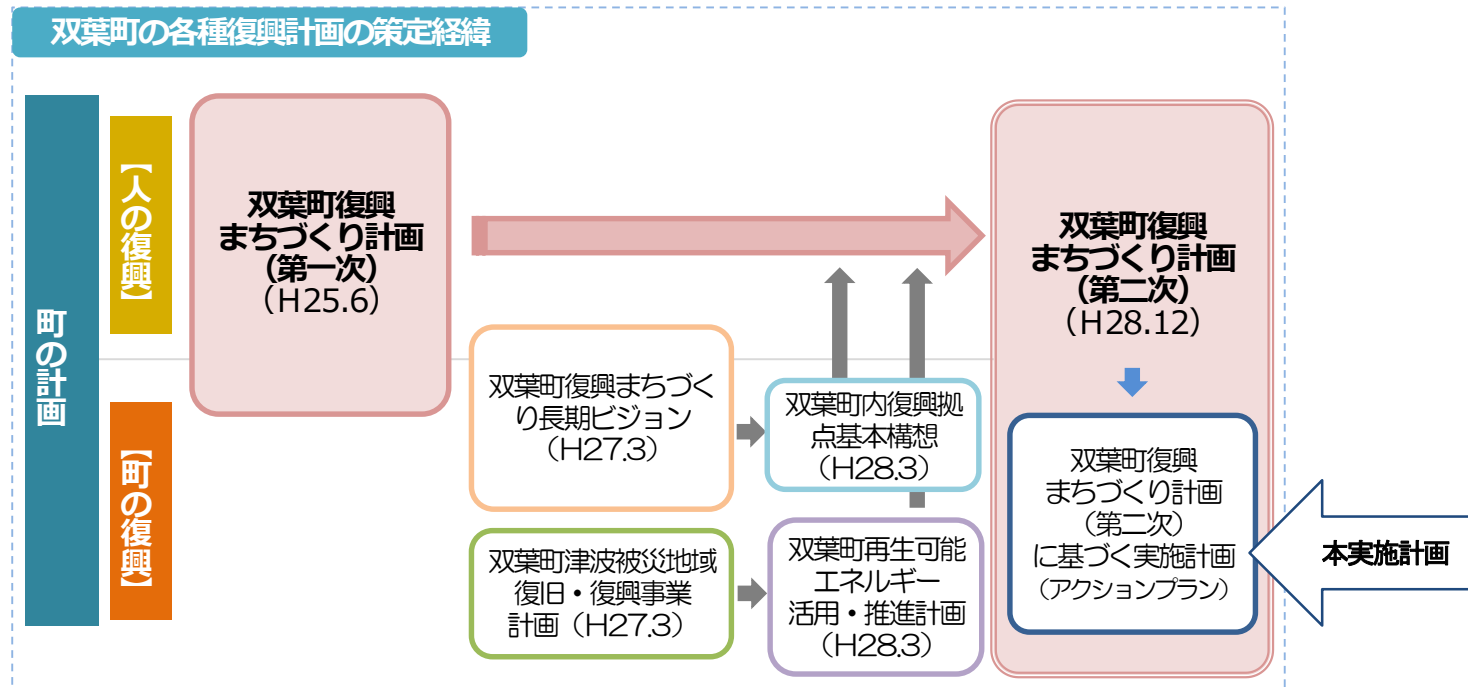 双葉町の各種復興計画の策定経緯
町の計画
【人の復興】
【町の復興】
双葉町復興
まちづくり計画
(第一次)
（H25.6）
双葉町復興まちづく
り長期ビジョン
（H27.3）
双葉町津波被災地域
復旧・復興事業
計画（H27.3）
双葉町内復興拠
点基本構想
（H28.3）
双葉町再生可能
エネルギー
活用・推進計画
（H28.3）
双葉町復興
まちづくり計画
(第二次)
（H28.12）
双葉町復興
まちづくり計画
（第二次）
に基づく実施計画
（アクションプラン）
本実施計画